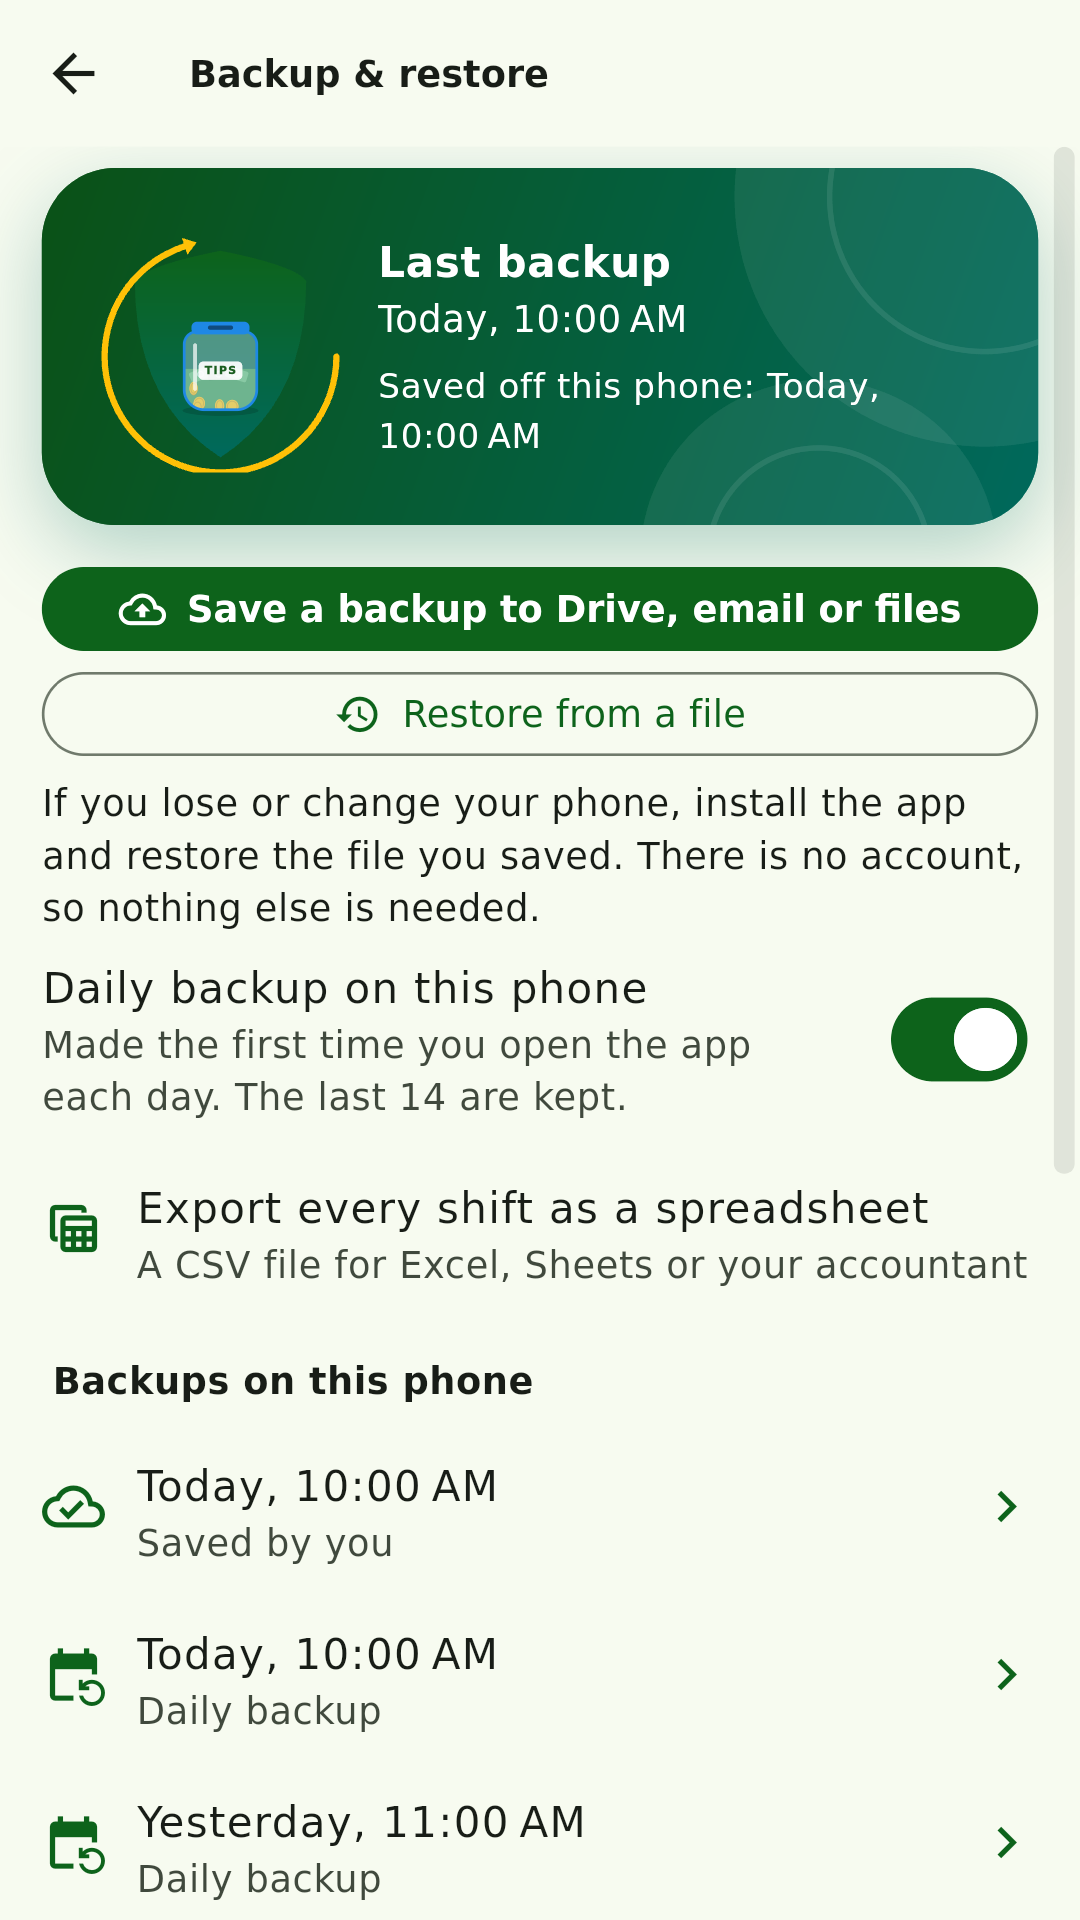 Backup & restore
Last backup
Today, 10:00 AM
Saved off this phone: Today,
10:00 AM
TIPS
Save a backup to Drive, email or files
Restore from a file
If you lose or change your phone, install the app
and restore the file you saved. There is no account,
so nothing else is needed.
Daily backup on this phone
Made the first time you open the app
each day. The last 14 are kept.
Export every shift as a spreadsheet
A CSV file for Excel, Sheets or your accountant
Backups on this phone
Today, 10:00 AM
Saved by you
Today, 10:00 AM
Daily backup
Yesterday, 11:00 AM
Daily backup